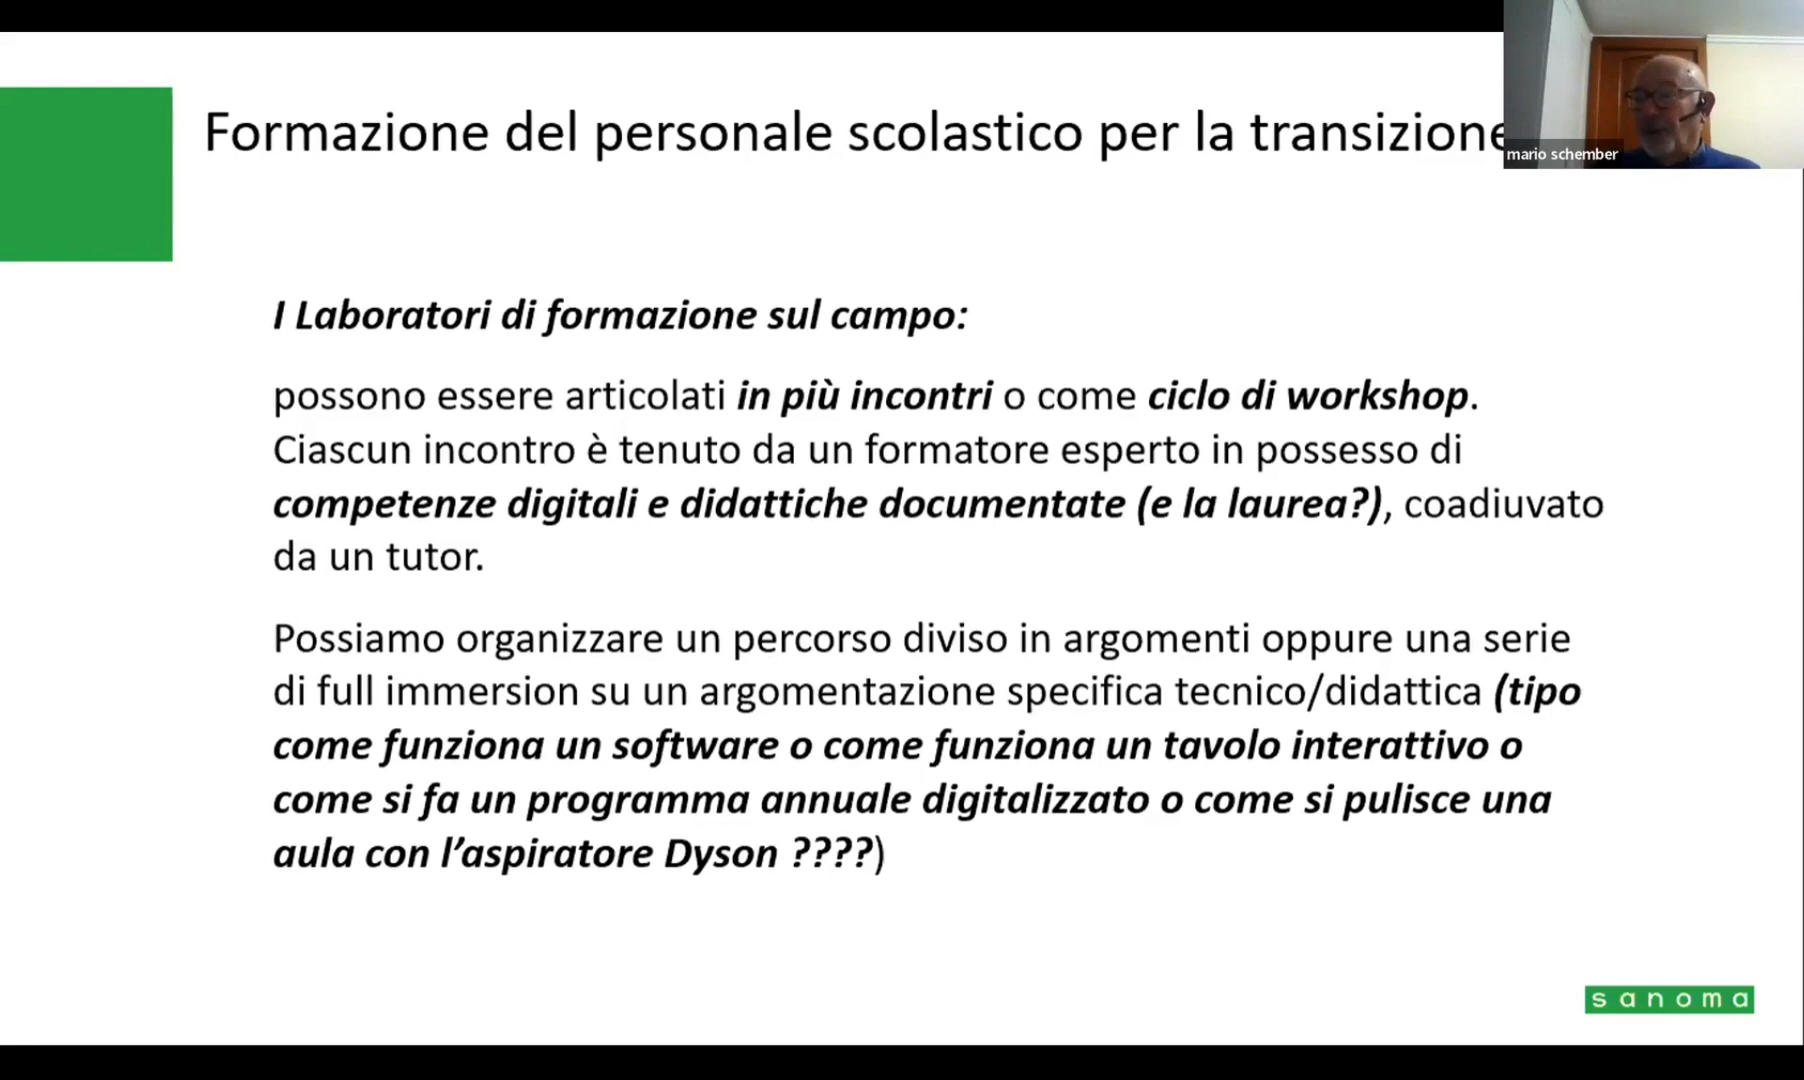 Formazione del personale scolastico per la transizione
mario schember
I Laboratori di formazione sul campo:
possono essere articolati in più incontri o come ciclo di workshop.
Ciascun incontro è tenuto da un formatore esperto in possesso di
competenze digitali e didattiche documentate (e la laurea?), coadiuvato
da un tutor.
Possiamo organizzare un percorso diviso in argomenti oppure una serie
di full immersion su un argomentazione specifica tecnico/didattica (tipo
come funziona un software o come funziona un tavolo interattivo o
come si fa un programma annuale digitalizzato o come si pulisce una
aula con l’aspiratore Dyson ????)
sanoma